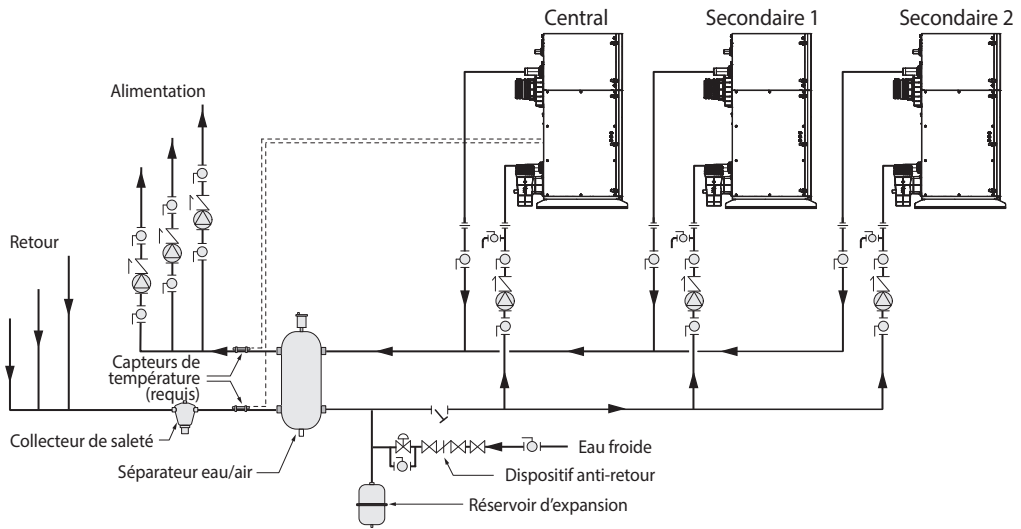 Central
Secondaire 1
Secondaire 2
Alimentation
Retour
Capteurs de
température
(requis)
Collecteur de saleté
Séparateur eau/air
Eau froide
Dispositif anti-retour
Réservoir d’expansion